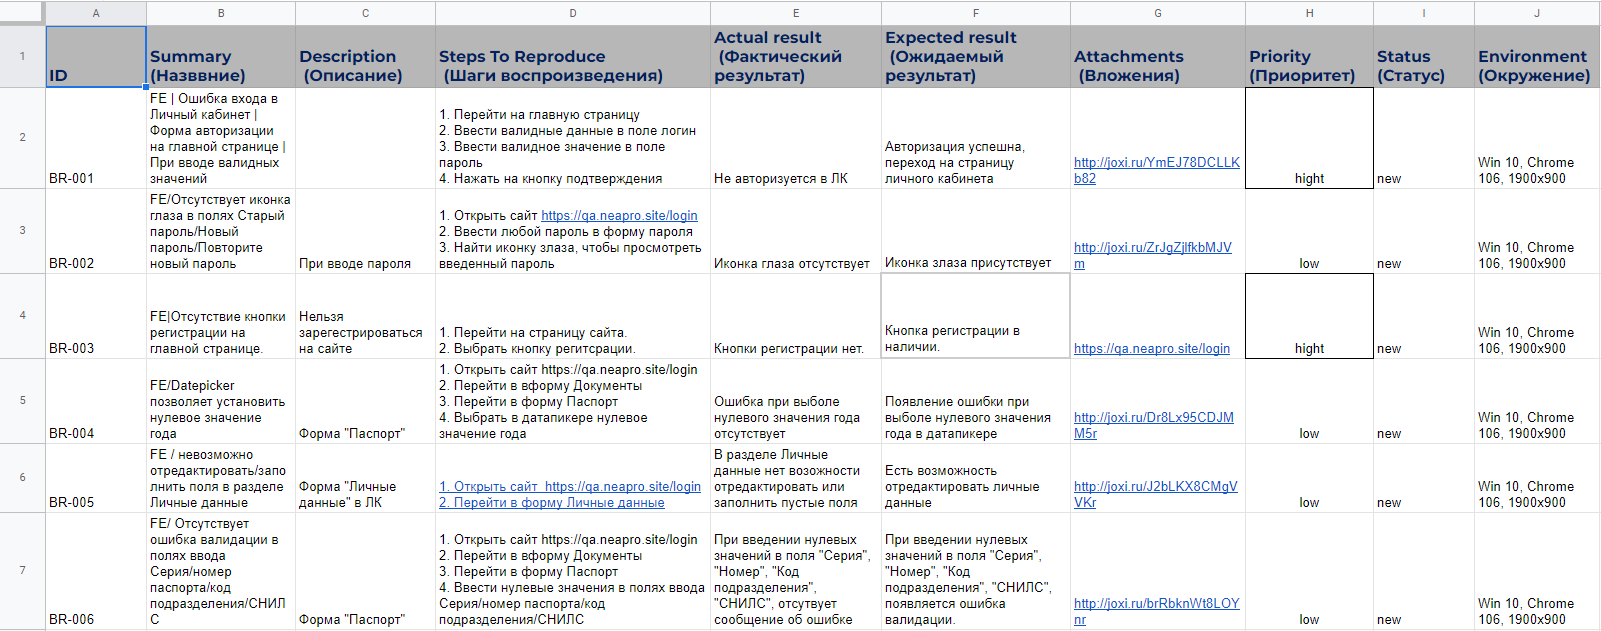 A B C D E F G H I J
1
ID
Summary
(Назввние)
Description
(Описание)
Steps To Reproduce
(Шаги воспроизведения)
Actual result
(Фактический
результат)
Expected result
(Ожидаемый
результат)
Attachments
(Вложения)
Priority
(Приоритет)
Status
(Статус)
Environment
(Окружение)
2
BR-001
FE | Ошибка входа в
Личный кабинет |
Форма авторизации
на главной странице |
При вводе валидных
значений
1. Перейти на главную страницу
2. Ввести валидные данные в поле логин
3. Ввести валидное значение в поле
пароль
4. Нажать на кнопку подтверждения
Не авторизуется в ЛК
Авторизация успешна,
переход на страницу
личного кабинета
http://joxi.ru/YmEJ78DCLLK
b82
hight
new
Win 10, Chrome
106, 1900x900
3
BR-002
FE/Отсутствует иконка
глаза в полях Старый
пароль/Новый
пароль/Повторите
новый пароль
При вводе пароля
1. Открыть сайт https://qa.neapro.site/login
2. Ввести любой пароль в форму пароля
3. Найти иконку злаза, чтобы просмотреть
введенный пароль
Иконка глаза отсутствует
Иконка злаза присутствует
http://joxi.ru/ZrJgZjlfkbMJV
m
low
new
Win 10, Chrome
106, 1900x900
4
BR-003
FE|Отсутствие кнопки
регистрации на
главной странице.
Нельзя
зарегестрироваться
на сайте
1. Перейти на страницу сайта.
2. Выбрать кнопку регитсрации.
Кнопки регистрации нет.
Кнопка регистрации в
наличии.
https://qa.neapro.site/login
hight
new
Win 10, Chrome
106, 1900x900
5
BR-004
FE/Datepicker
позволяет установить
нулевое значение
года
Форма "Паспорт"
1. Открыть сайт https://qa.neapro.site/login
2. Перейти в вформу Документы
3. Перейти в форму Паспорт
4. Выбрать в датапикере нулевое
значение года
Ошибка при выболе
нулевого значения года
отсутствует
Появление ошибки при
выболе нулевого значения
года в датапикере
http://joxi.ru/Dr8Lx95CDJM
M5r
low
new
Win 10, Chrome
106, 1900x900
6
BR-005
FE / невозможно
отредактировать/запо
лнить поля в разделе
Личные данные
Форма "Личные
данные" в ЛК
1. Открыть сайт  https://qa.neapro.site/login
2. Перейти в форму Личные данные
В разделе Личные
данные нет возожности
отредактировать или
заполнить пустые поля
Есть возможность
отредактировать личные
данные
http://joxi.ru/J2bLKX8CMgV
VKr
low
new
Win 10, Chrome
106, 1900x900
7
BR-006
FE/ Отсутствует
ошибка валидации в
полях ввода
Серия/номер
паспорта/код
подразделения/СНИЛ
С
Форма "Паспорт"
1. Открыть сайт https://qa.neapro.site/login
2. Перейти в вформу Документы
3. Перейти в форму Паспорт
4. Ввести нулевые значения в полях ввода
Серия/номер паспорта/код
подразделения/СНИЛС
При введении нулевых
значений в поля "Серия",
"Номер", "Код
подразделения",
"СНИЛС", отсутвует
сообщение об ошибке
При введении нулевых
значений в поля "Серия",
"Номер", "Код
подразделения", "СНИЛС",
появляется ошибка
валидации.
http://joxi.ru/brRbknWt8LOY
nr
low
new
Win 10, Chrome
106, 1900x900